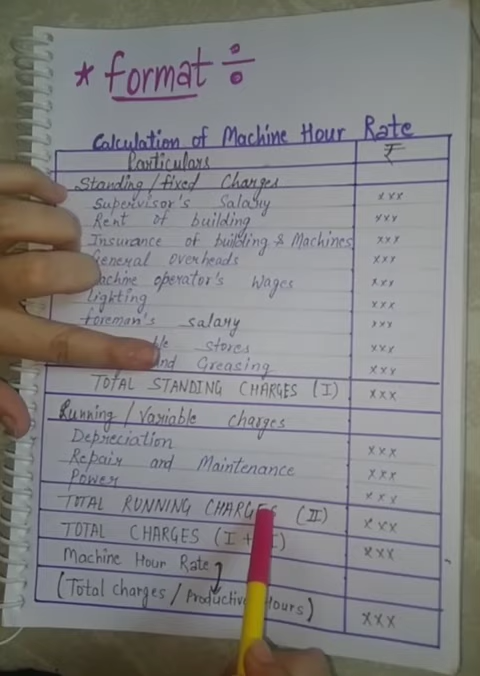 * format ÷
Calculation of Machine Hour Rate
Particulars ₹
Standing/fixed Charges
Supervisor's Salary xxx
Rent of building xxx
Insurance of building & Machines xxx
General overheads xxx
Machine operator's Wages xxx
Lighting xxx
foreman's salary xxx
stores xxx
and Greasing xxx
TOTAL STANDING CHARGES (I) xxx
Running/Variable charges
Depreciation xxx
Repair and Maintenance xxx
Power xxx
TOTAL RUNNING CHARGES (II) xxx
TOTAL CHARGES (I + II) xxx
Machine Hour Rate
(Total charges/Productive Hours) xxx